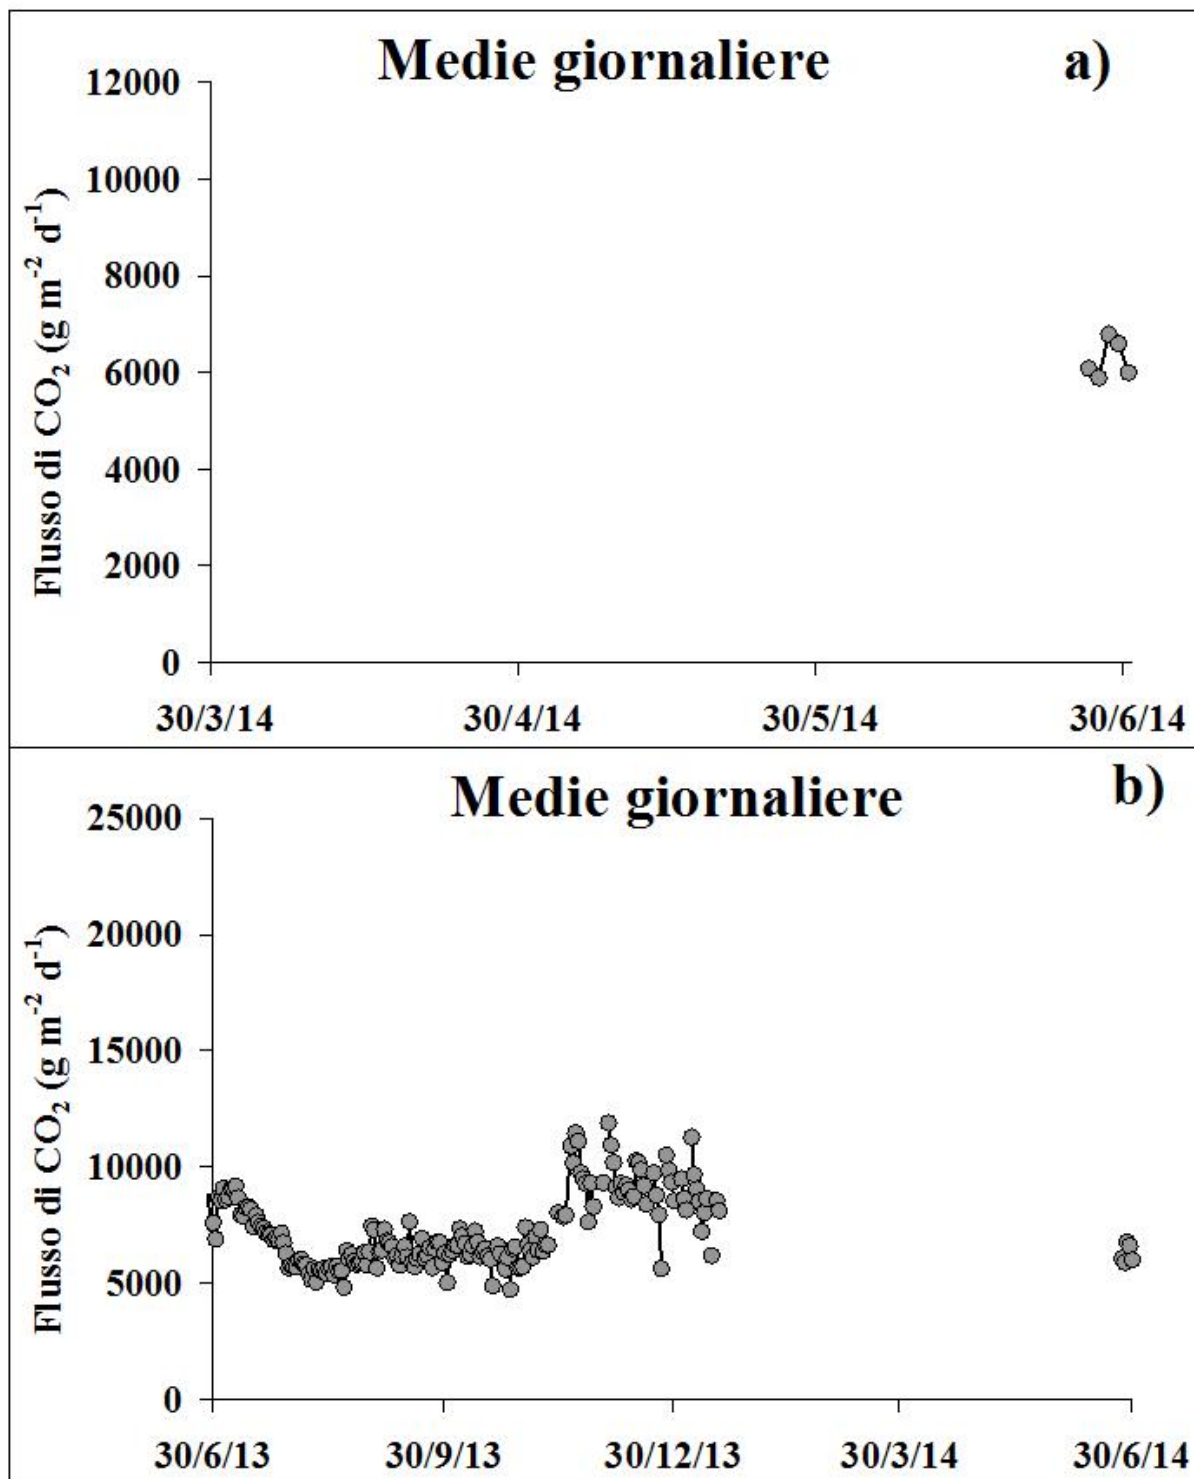 Medie giornaliere
a)
Flusso di CO₂ (g m⁻² d⁻¹)
12000
10000
8000
6000
4000
2000
0
30/3/14 30/4/14 30/5/14 30/6/14
Medie giornaliere
b)
Flusso di CO₂ (g m⁻² d⁻¹)
25000
20000
15000
10000
5000
0
30/6/13 30/9/13 30/12/13 30/3/14 30/6/14